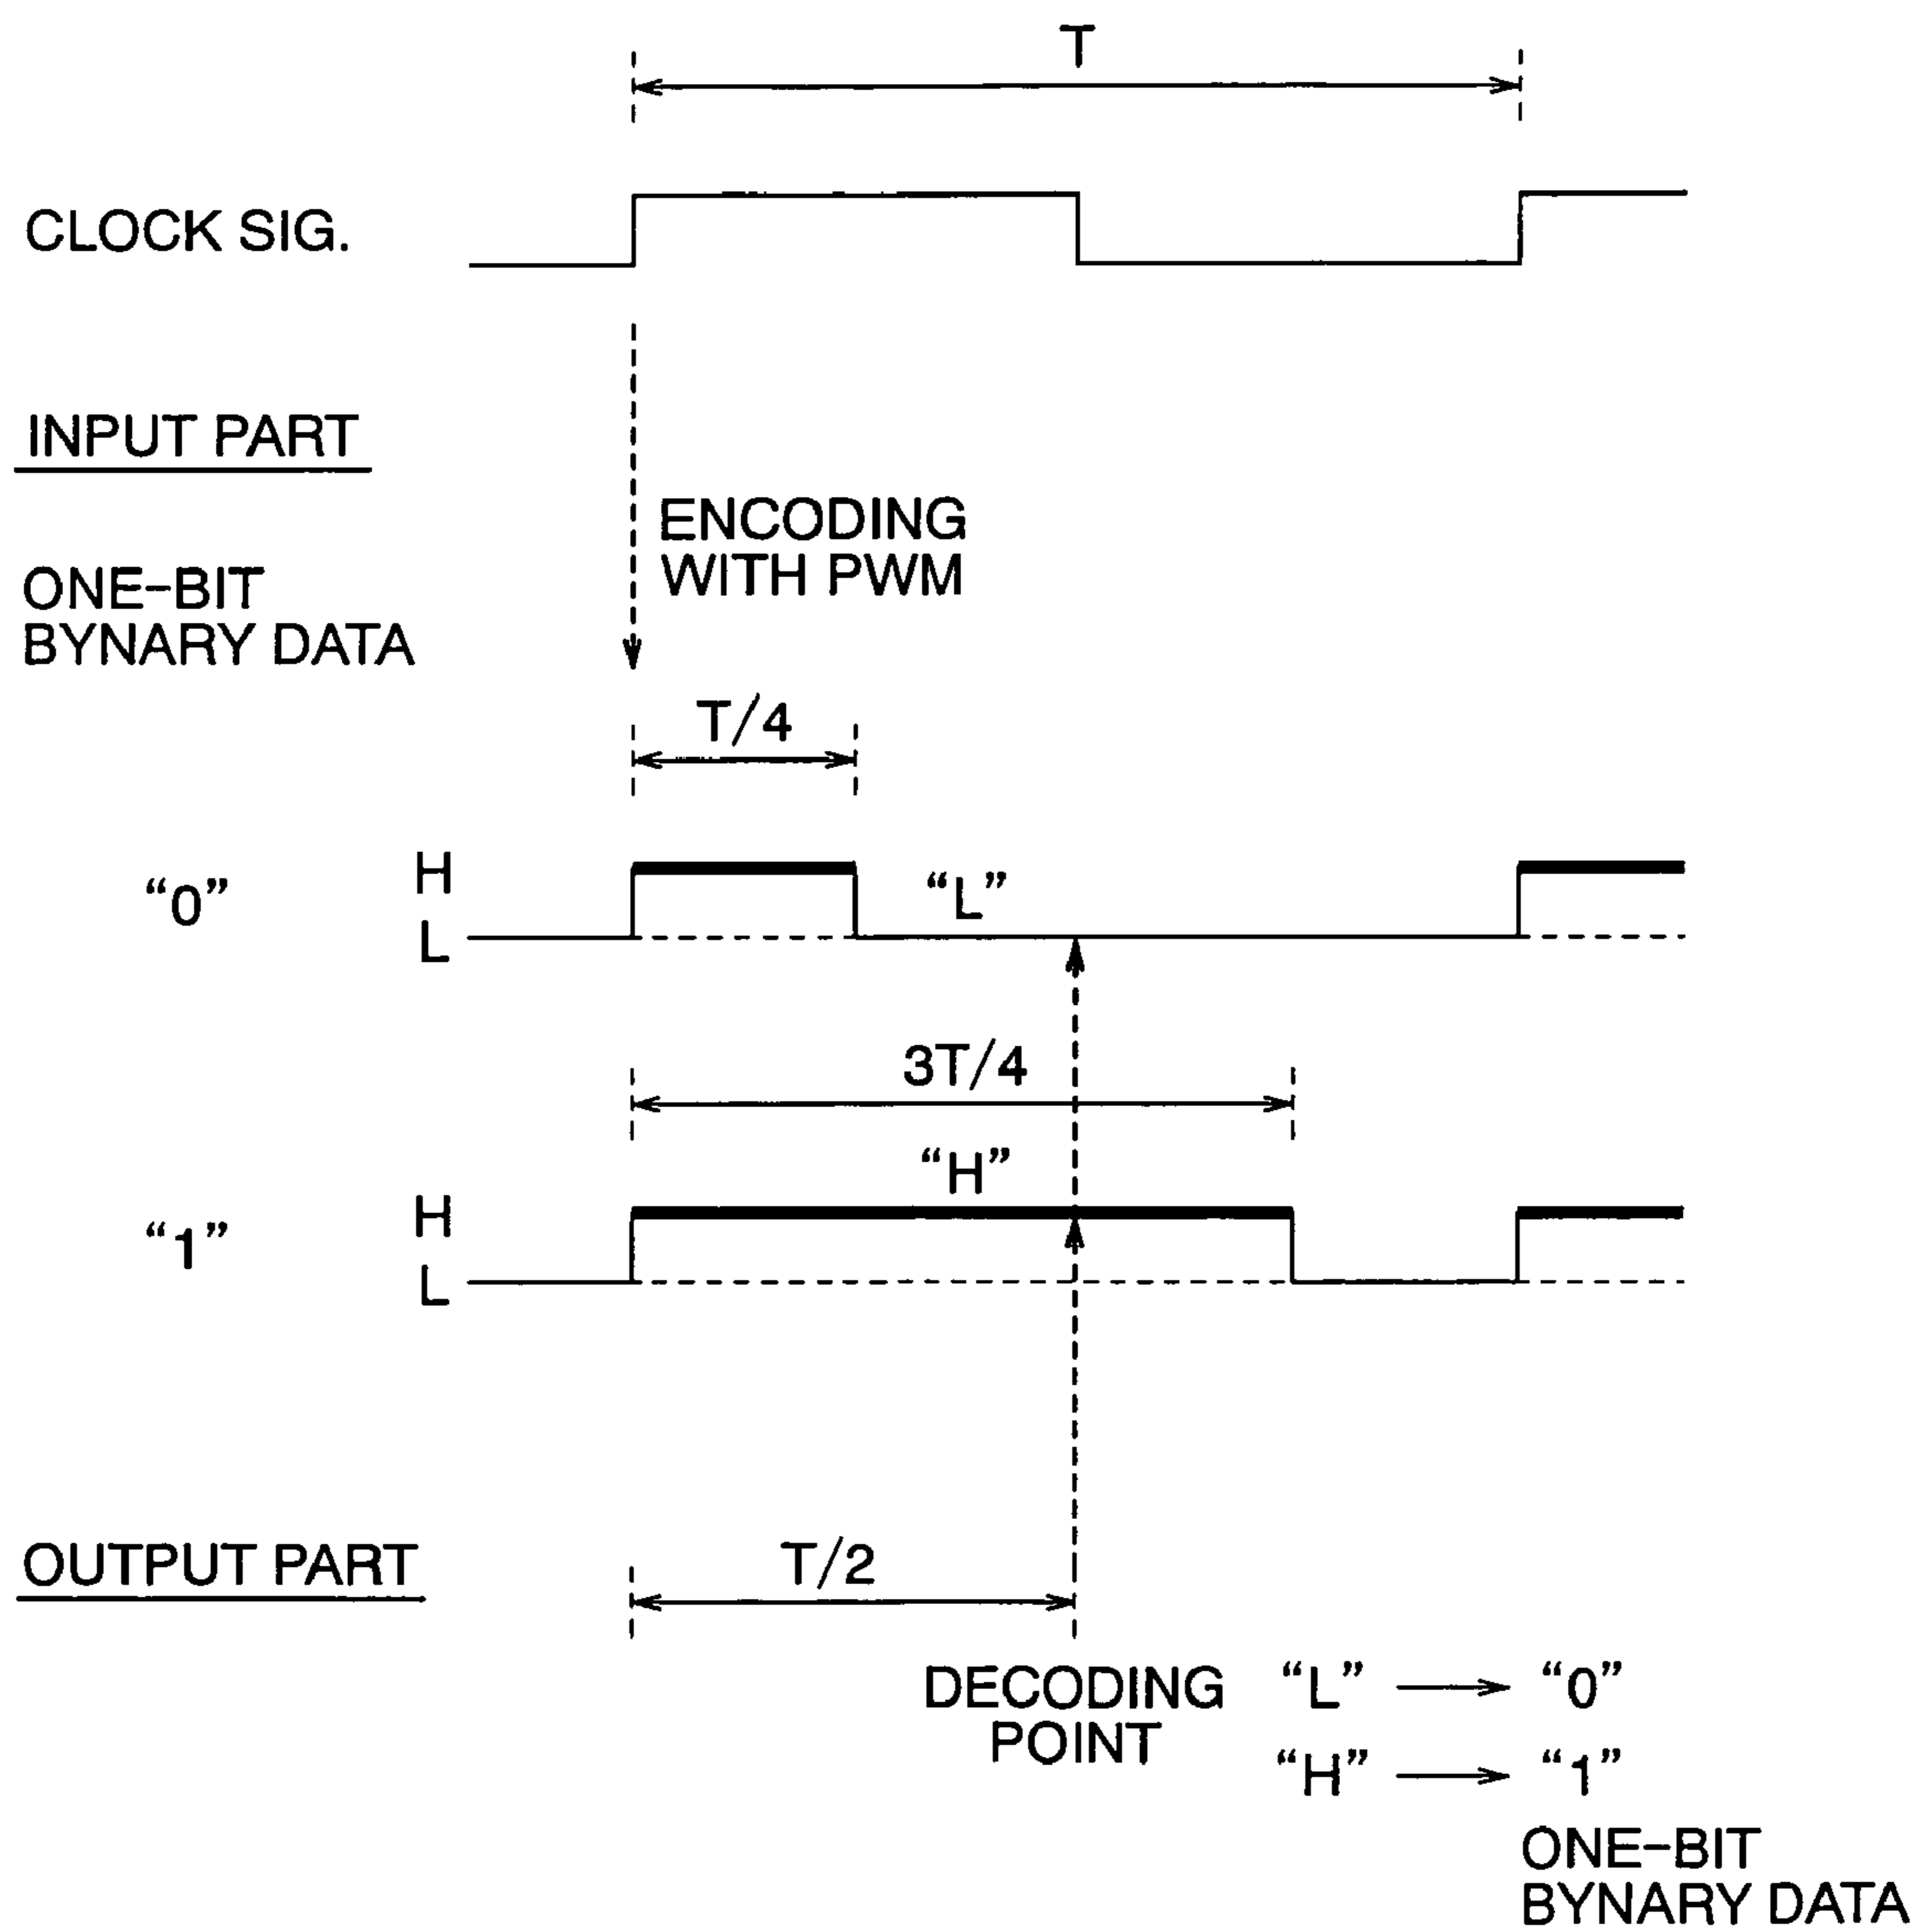 T
CLOCK SIG.
INPUT PART
ENCODING
WITH PWM
ONE-BIT
BYNARY DATA
T/4
“0”
H
L
“L”
3T/4
“H”
“1”
H
L
OUTPUT PART
T/2
DECODING
POINT
“L” → “0”
“H” → “1”
ONE-BIT
BYNARY DATA